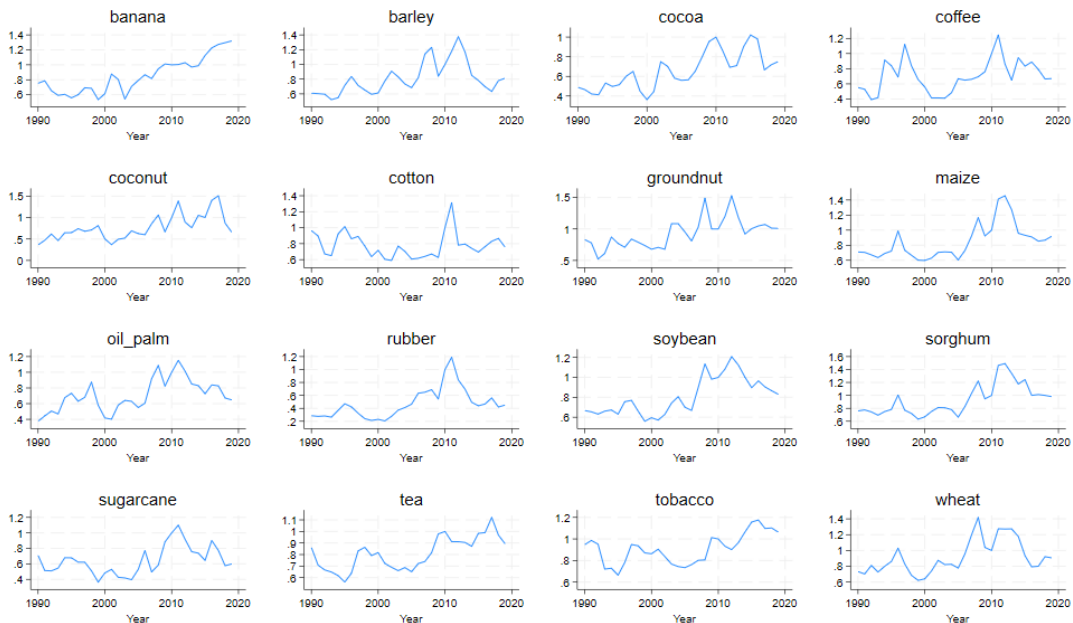 banana
1.4
1.2
1
.8
.6
1990 2000 2010 2020
Year
barley
1.4
1.2
1
.8
.6
1990 2000 2010 2020
Year
cocoa
1
.8
.6
.4
1990 2000 2010 2020
Year
coffee
1.2
1
.8
.6
.4
1990 2000 2010 2020
Year
coconut
1.5
1
.5
0
1990 2000 2010 2020
Year
cotton
1.4
1.2
1
.8
.6
1990 2000 2010 2020
Year
groundnut
1.5
1
.5
1990 2000 2010 2020
Year
maize
1.4
1.2
1
.8
.6
1990 2000 2010 2020
Year
oil_palm
1.2
1
.8
.6
.4
1990 2000 2010 2020
Year
rubber
1.2
1
.8
.6
.4
.2
1990 2000 2010 2020
Year
soybean
1.2
1
.8
.6
1990 2000 2010 2020
Year
sorghum
1.6
1.4
1.2
1
.8
.6
1990 2000 2010 2020
Year
sugarcane
1.2
1
.8
.6
.4
1990 2000 2010 2020
Year
tea
1.1
1
.9
.8
.7
.6
1990 2000 2010 2020
Year
tobacco
1.2
1
.8
.6
1990 2000 2010 2020
Year
wheat
1.4
1.2
1
.8
.6
1990 2000 2010 2020
Year